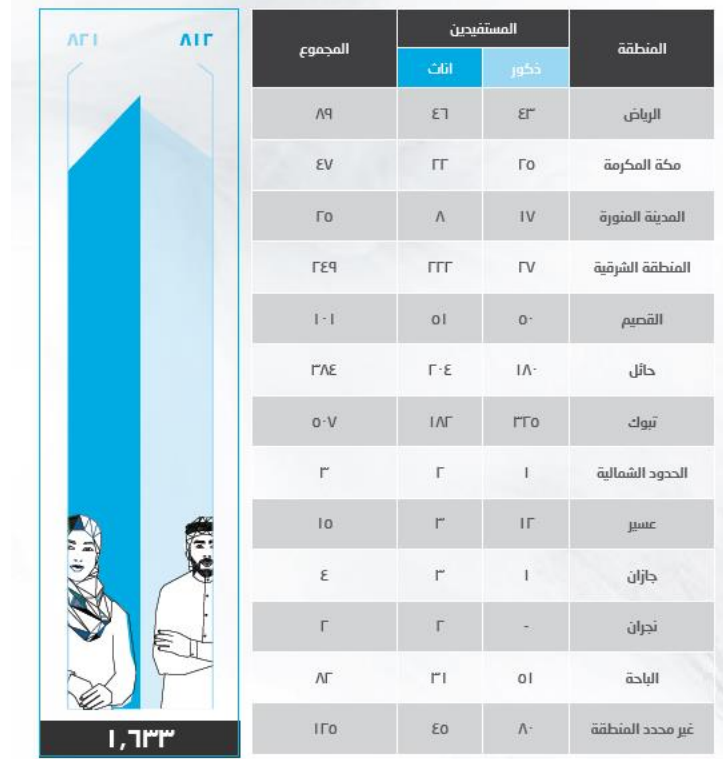 المنطقة المستفيدين المجموع
ذكور اناث
الرياض ٤٣ ٤٦ ٨٩
مكة المكرمة ٢٥ ٢٢ ٤٧
المدينة المنورة ١٧ ٨ ٢٥
المنطقة الشرقية ٢٧ ٢٢٢ ٢٤٩
القصيم ٥٠ ٥١ ١٠١
حائل ١٨٠ ٢٠٤ ٣٨٤
تبوك ٣٢٥ ١٨٢ ٥٠٧
الحدود الشمالية ١ ٢ ٣
عسير ١٢ ٣ ١٥
جازان ١ ٣ ٤
نجران - ٢ ٢
الباحة ٥١ ٣١ ٨٢
غير محدد المنطقة ٨٠ ٤٥ ١٢٥
٨١٢ ٨٢١
١,٦٣٣